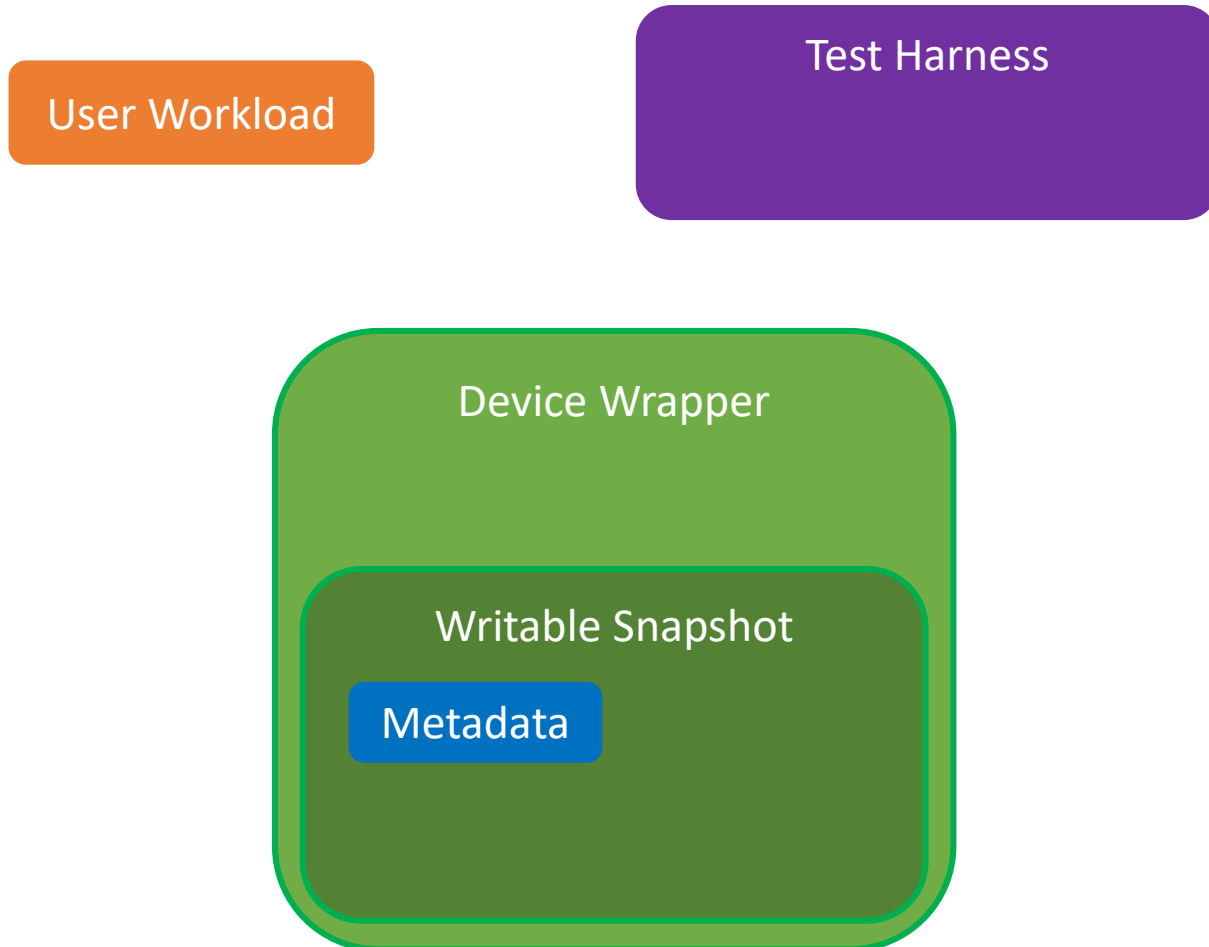 Test Harness
User Workload
Device Wrapper
Writable Snapshot
Metadata